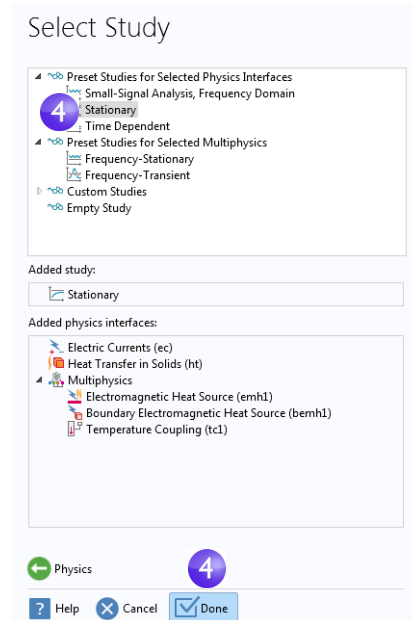 Select Study
Preset Studies for Selected Physics Interfaces
Small-Signal Analysis, Frequency Domain
4 Stationary
Time Dependent
Preset Studies for Selected Multiphysics
Frequency-Stationary
Frequency-Transient
Custom Studies
Empty Study
Added study:
Stationary
Added physics interfaces:
Electric Currents (ec)
Heat Transfer in Solids (ht)
Multiphysics
Electromagnetic Heat Source (emh1)
Boundary Electromagnetic Heat Source (bemh1)
Temperature Coupling (tc1)
Physics 4
? Help Cancel Done